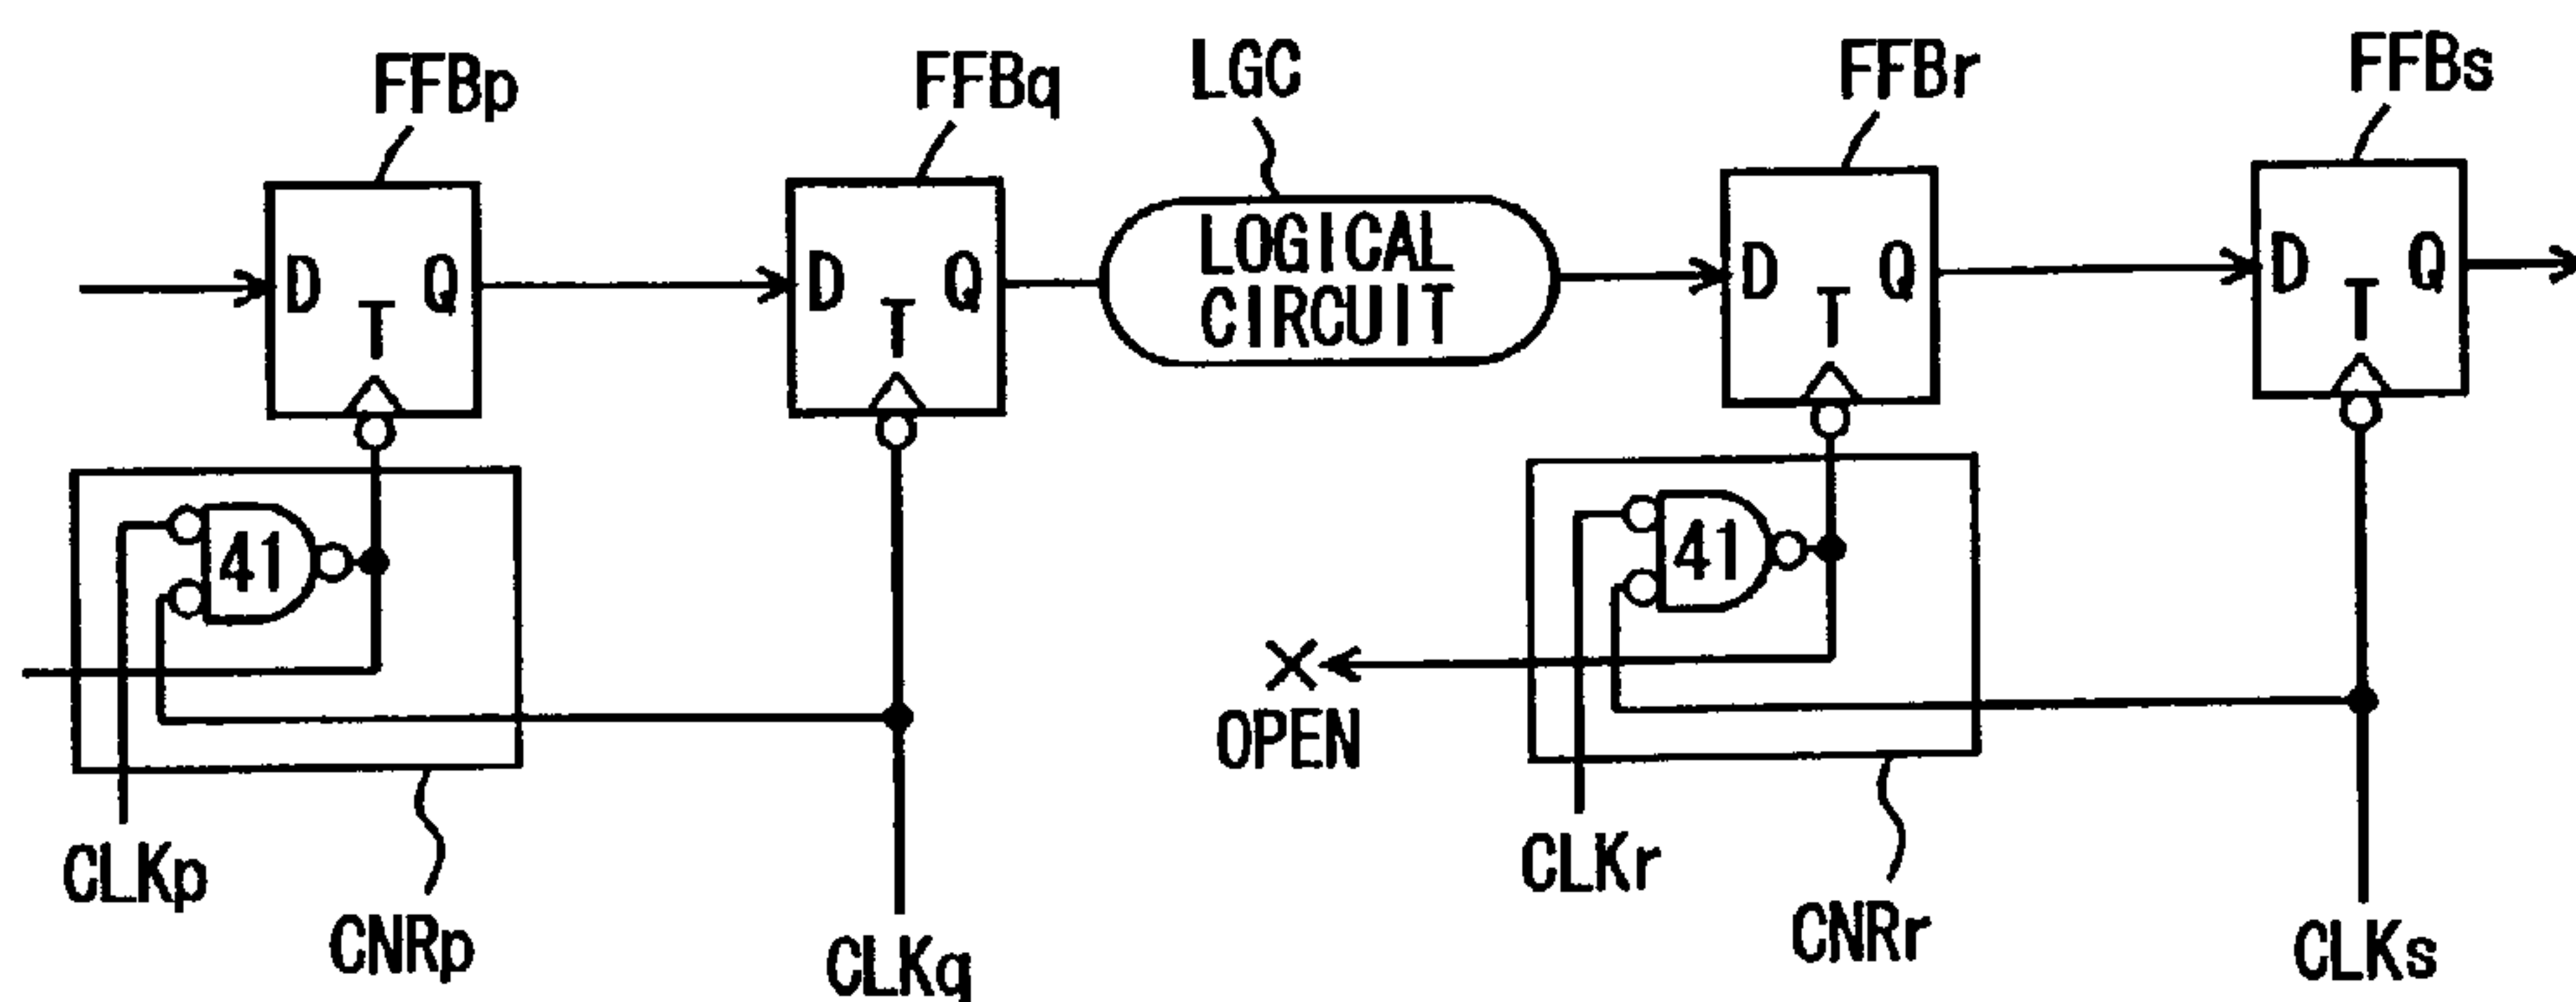 FFBp
FFBq
LGC
FFBr
FFBs
D T Q
D T Q
LOGICAL
CIRCUIT
D T Q
D T Q
41
41
OPEN
CLKp
CNRp
CLKq
CLKr
CNRr
CLKs